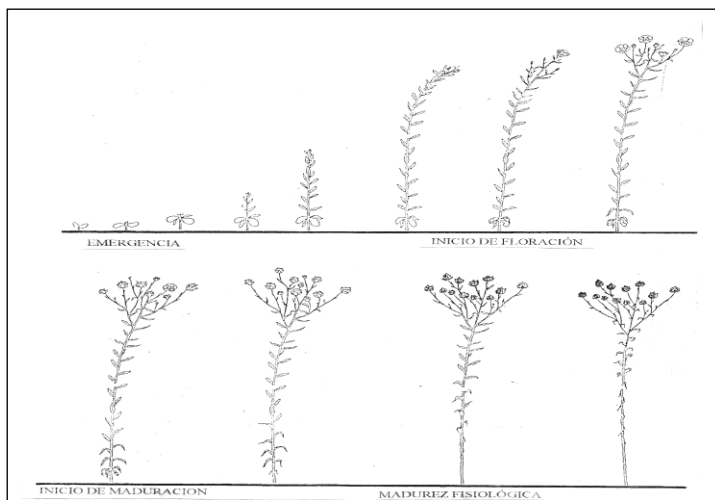 EMERGENCIA
INICIO DE FLORACIÓN
INICIO DE MADURACION
MADUREZ FISIOLÓGICA